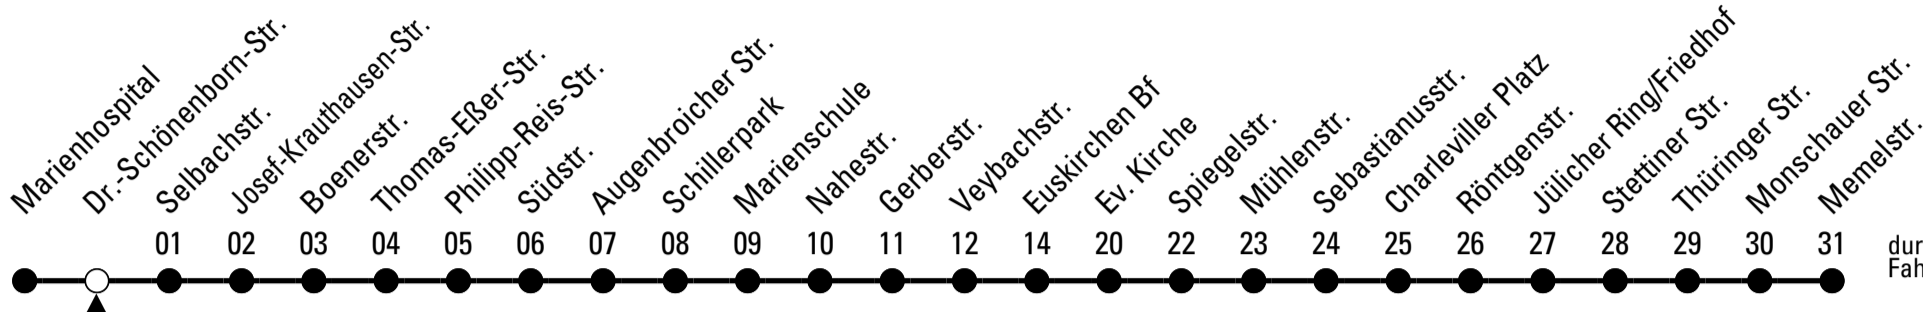 Marienhospital
Dr.-Schönenborn-Str.
Selbachstr.
Josef-Krauthausen-Str.
Boenerstr.
Thomas-Eßer-Str.
Philipp-Reis-Str.
Südstr.
Augenbroicher Str.
Schillerpark
Marienschule
Nahestr.
Gerberstr.
Veybachstr.
Euskirchen Bf
Ev. Kirche
Spiegelstr.
Mühlenstr.
Sebastianusstr.
Charleviller Platz
Röntgenstr.
Jülicher Ring/Friedhof
Stettiner Str.
Thüringer Str.
Monschauer Str.
Memelstr.
01 02 03 04 05 06 07 08 09 10 11 12 14 20 22 23 24 25 26 27 28 29 30 31
dur
Fah